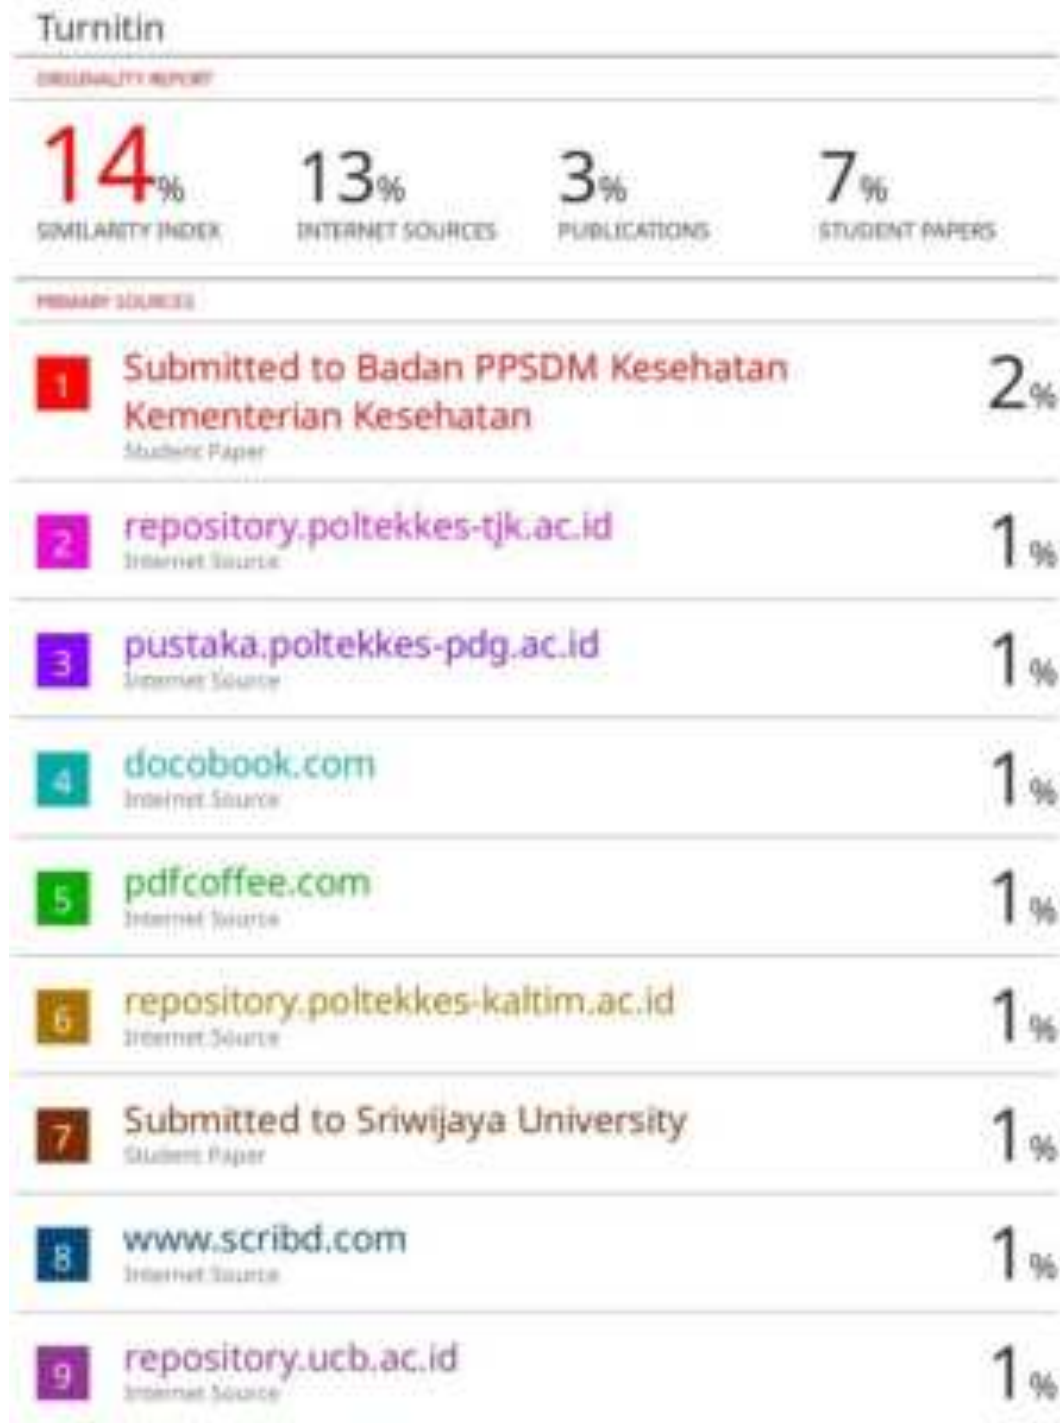 Turnitin
ORIGINALITY REPORT
14% 13% 3% 7%
SIMILARITY INDEX INTERNET SOURCES PUBLICATIONS STUDENT PAPERS
PRIMARY SOURCES
1 Submitted to Badan PPSDM Kesehatan
Kementerian Kesehatan
Student Paper
2%
2 repository.poltekkes-tjk.ac.id
Internet Source
1%
3 pustaka.poltekkes-pdg.ac.id
Internet Source
1%
4 docobook.com
Internet Source
1%
5 pdfcoffee.com
Internet Source
1%
6 repository.poltekkes-kaltim.ac.id
Internet Source
1%
7 Submitted to Sriwijaya University
Student Paper
1%
8 www.scribd.com
Internet Source
1%
9 repository.ucb.ac.id
Internet Source
1%